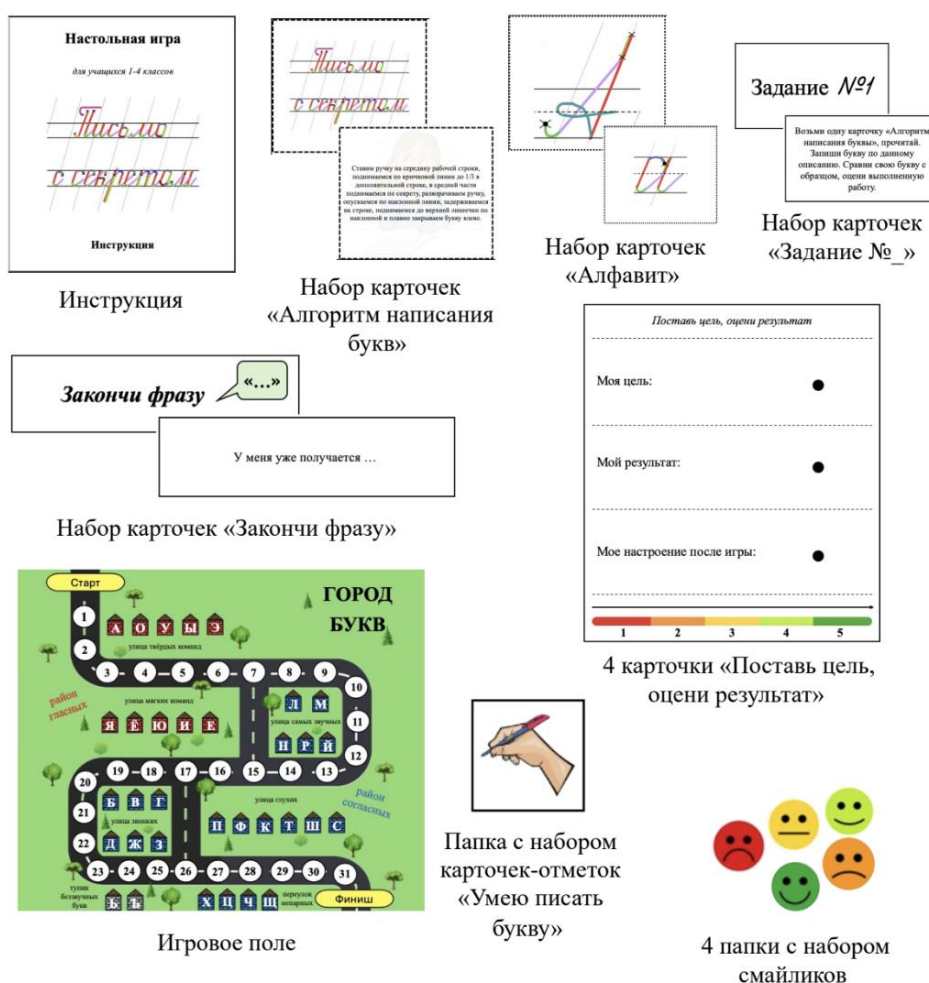 Настольная игра
для учащихся 1-4 классов
Письмо
с секретом
Инструкция
Инструкция
Письмо
с секретом
Ставим ручку на середину рабочей строки,
поднимаемся по крючковой линии до 1/3 в
дополнительной строке, в средней части
поднимаемся по секрету, разворачиваем ручку,
опускаемся по наклонной линии, задерживаемся
на строке, поднимаемся до верхней линеечки по
наклонной и плавно закрываем букву влево.
Набор карточек
«Алгоритм написания
букв»
Набор карточек
«Алфавит»
Задание №1
Возьми одну карточку «Алгоритм
написания буквы», прочитай.
Запиши букву по данному
описанию. Сравни свою букву с
образцом, оцени выполненную
работу.
Набор карточек
«Задание №_»
Закончи фразу
«...»
У меня уже получается ...
Набор карточек «Закончи фразу»
Поставь цель, оцени результат
Моя цель:
Мой результат:
Мое настроение после игры:
1 2 3 4 5
4 карточки «Поставь цель,
оцени результат»
Старт
ГОРОД
БУКВ
1
2
А О У Ы Э
улица твёрдых команд
3 4 5 6 7 8 9
10
район
гласных
улица мягких команд
Я Ё Ю И Е
Л М
улица самых звучных
Н Р Й
11
12
20 19 18 17 16 15 14 13
21
22
Б В Г
улица звонких
Д Ж З
улица глухих
район
согласных
П Ф К Т Ш С
23 24 25 26 27 28 29 30 31
тупик
беззвучных
букв
Ь Ъ
Х Ц Ч Щ
переулок
непарных
Финиш
Игровое поле
Папка с набором
карточек-отметок
«Умею писать
букву»
4 папки с набором
смайликов